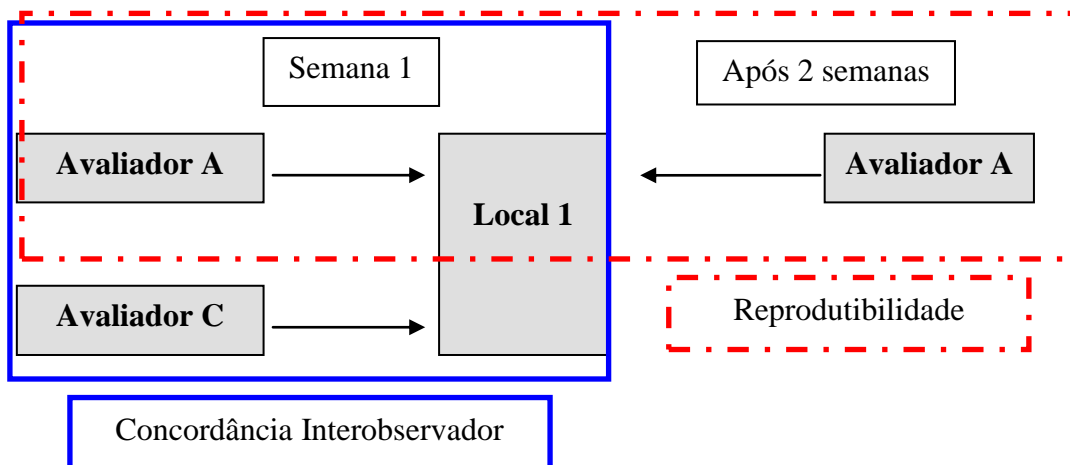 Semana 1
Após 2 semanas
Avaliador A
Avaliador A
Local 1
Avaliador C
Reprodutibilidade
Concordância Interobservador